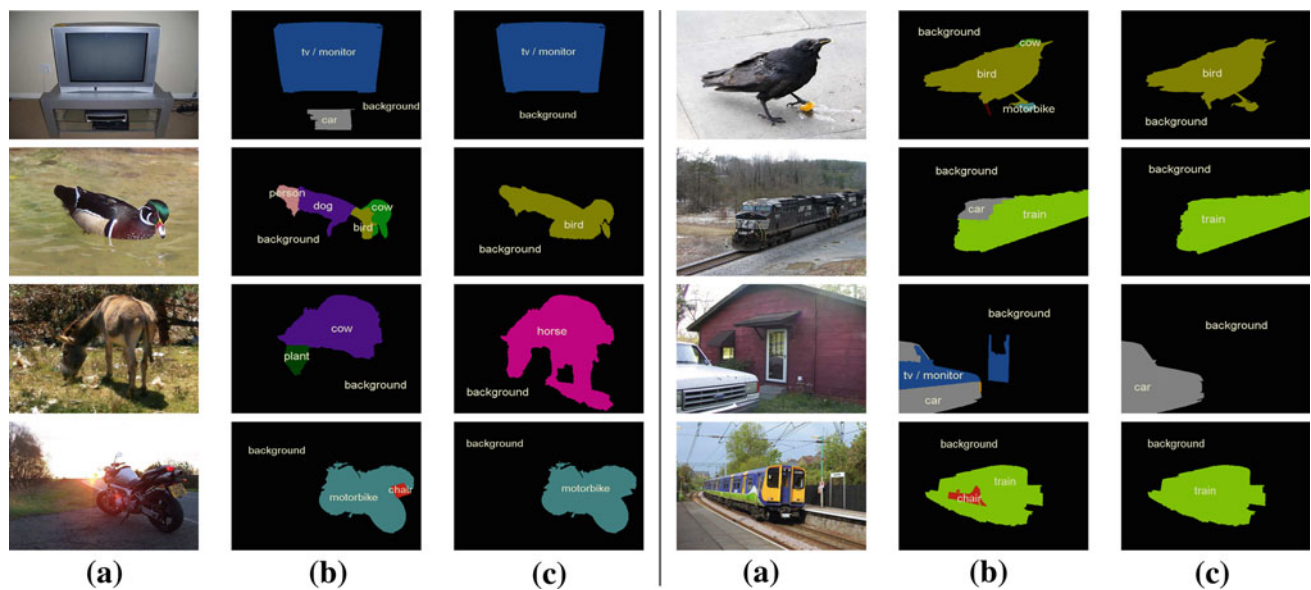 tv / monitor
background
car
tv / monitor
background
background
cow
bird
motorbike
bird
background
person
dog
cow
bird
background
bird
background
background
car
train
background
train
cow
plant
background
horse
background
background
tv / monitor
car
background
car
background
motorbike
chair
background
motorbike
background
train
chair
background
train
(a) (b) (c) (a) (b) (c)